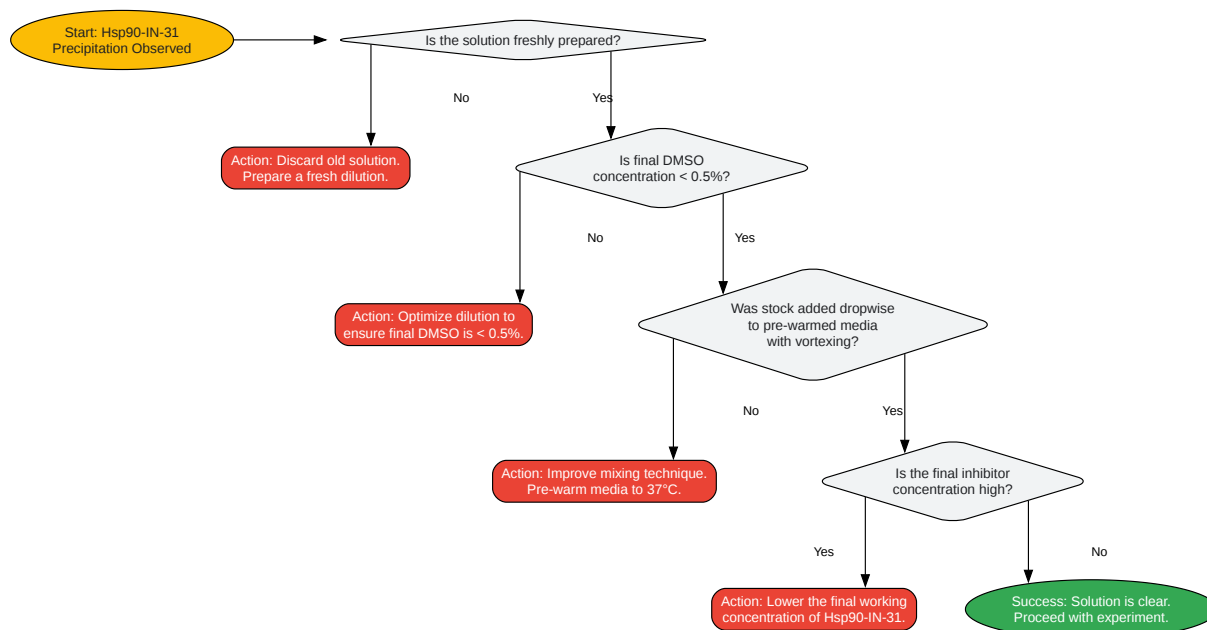 Start: Hsp90-IN-31
Precipitation Observed
Is the solution freshly prepared?
No
Yes
Action: Discard old solution.
Prepare a fresh dilution.
Is final DMSO
concentration < 0.5%?
No
Yes
Action: Optimize dilution to
ensure final DMSO is < 0.5%.
Was stock added dropwise
to pre-warmed media
with vortexing?
No
Yes
Action: Improve mixing technique.
Pre-warm media to 37°C.
Is the final inhibitor
concentration high?
Yes
No
Action: Lower the final working
concentration of Hsp90-IN-31.
Success: Solution is clear.
Proceed with experiment.